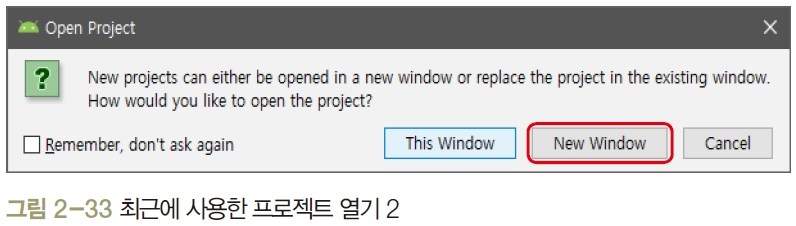 Open Project
?
New projects can either be opened in a new window or replace the project in the existing window.
How would you like to open the project?
Remember, don't ask again
This Window
New Window
Cancel
그림 2-33 최근에 사용한 프로젝트 열기 2